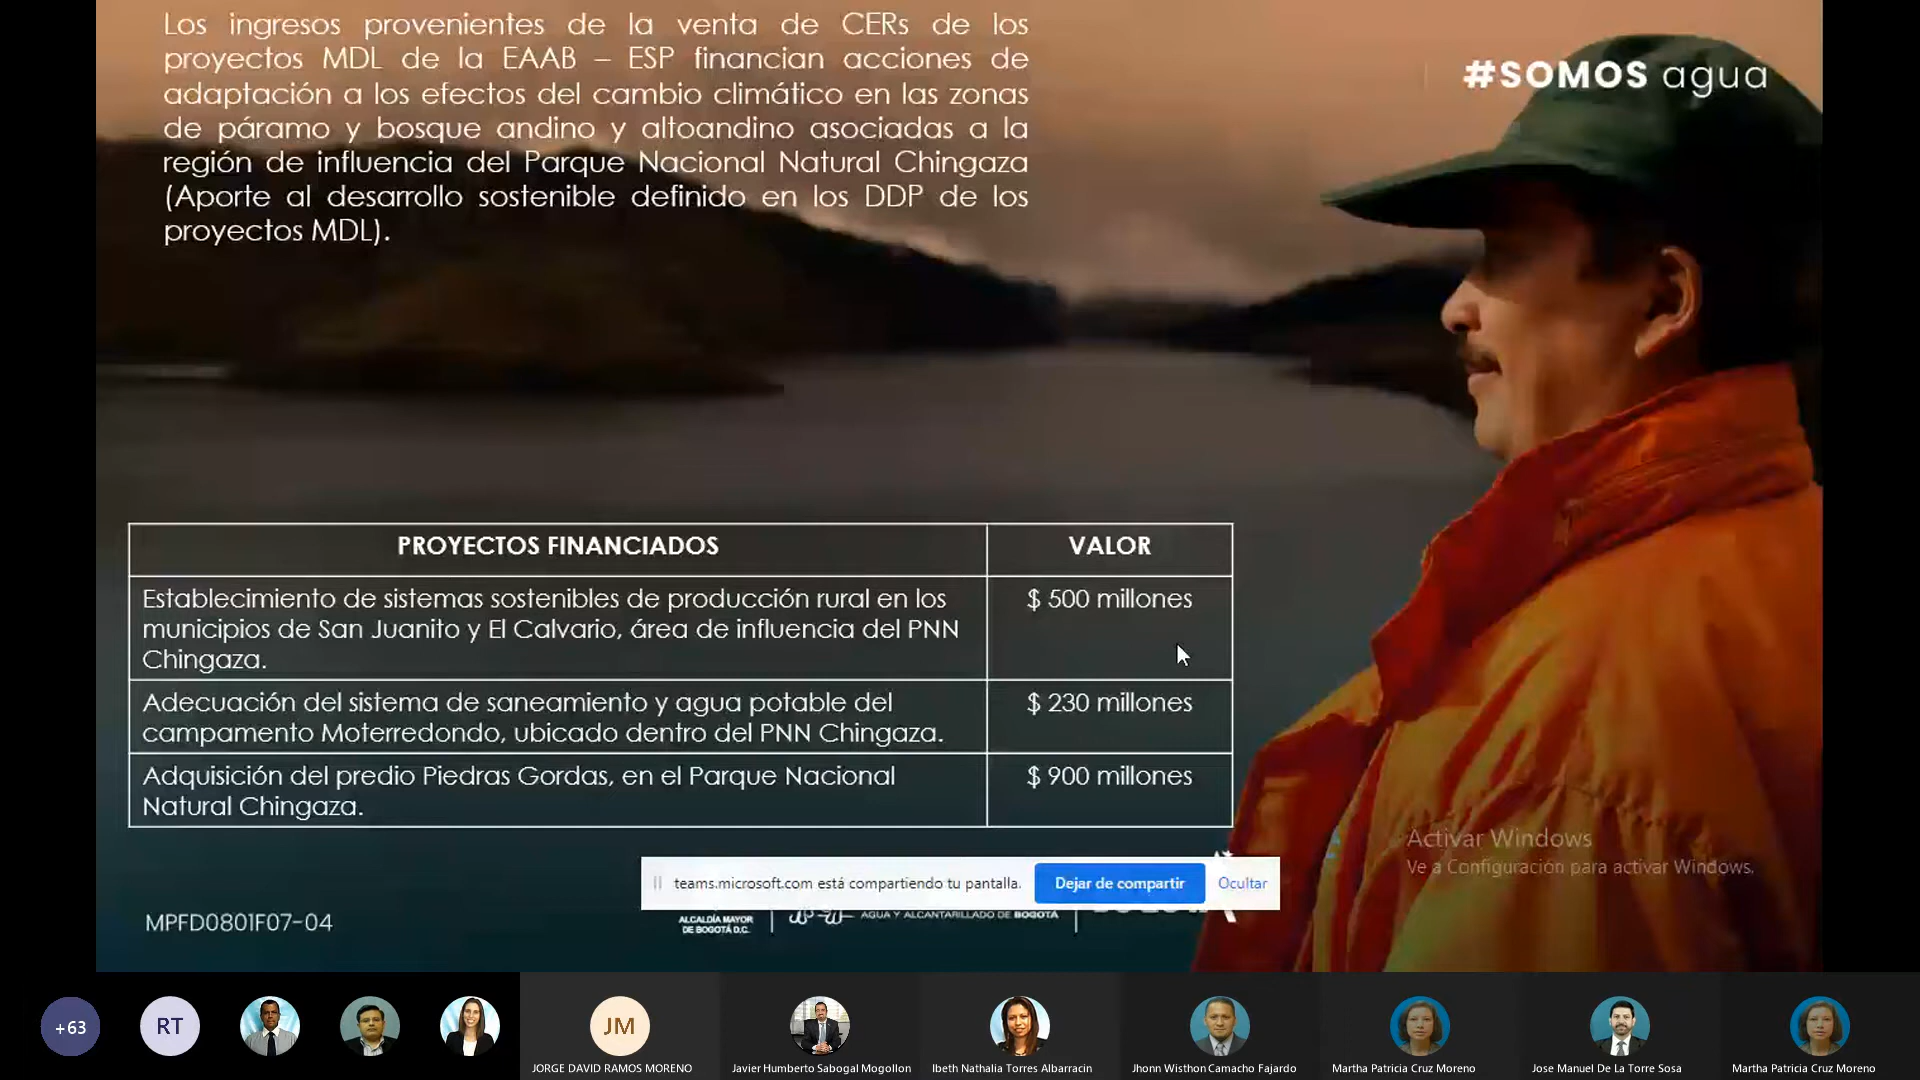 Los ingresos provenientes de la venta de CERs de los
proyectos MDL de la EAAB – ESP financian acciones de
adaptación a los efectos del cambio climático en las zonas
de páramo y bosque andino y altoandino asociadas a la
región de influencia del Parque Nacional Natural Chingaza
(Aporte al desarrollo sostenible definido en los DDP de los
proyectos MDL).
#SOMOS agua
PROYECTOS FINANCIADOS VALOR
Establecimiento de sistemas sostenibles de producción rural en los
municipios de San Juanito y El Calvario, área de influencia del PNN
Chingaza.
$ 500 millones
Adecuación del sistema de saneamiento y agua potable del
campamento Moterredondo, ubicado dentro del PNN Chingaza.
$ 230 millones
Adquisición del predio Piedras Gordas, en el Parque Nacional
Natural Chingaza.
$ 900 millones
Activar Windows
Ve a Configuración para activar Windows.
teams.microsoft.com está compartiendo tu pantalla. Dejar de compartir Ocultar
MPFD0801F07-04
ALCALDÍA MAYOR
DE BOGOTÁ D.C.
AGUA Y ALCANTARILLADO DE BOGOTÁ
+63 RT JM
JORGE DAVID RAMOS MORENO Javier Humberto Sabogal Mogollon Ibeth Nathalia Torres Albarracin Jhonn Wisthon Camacho Fajardo Martha Patricia Cruz Moreno Jose Manuel De La Torre Sosa Martha Patricia Cruz Moreno